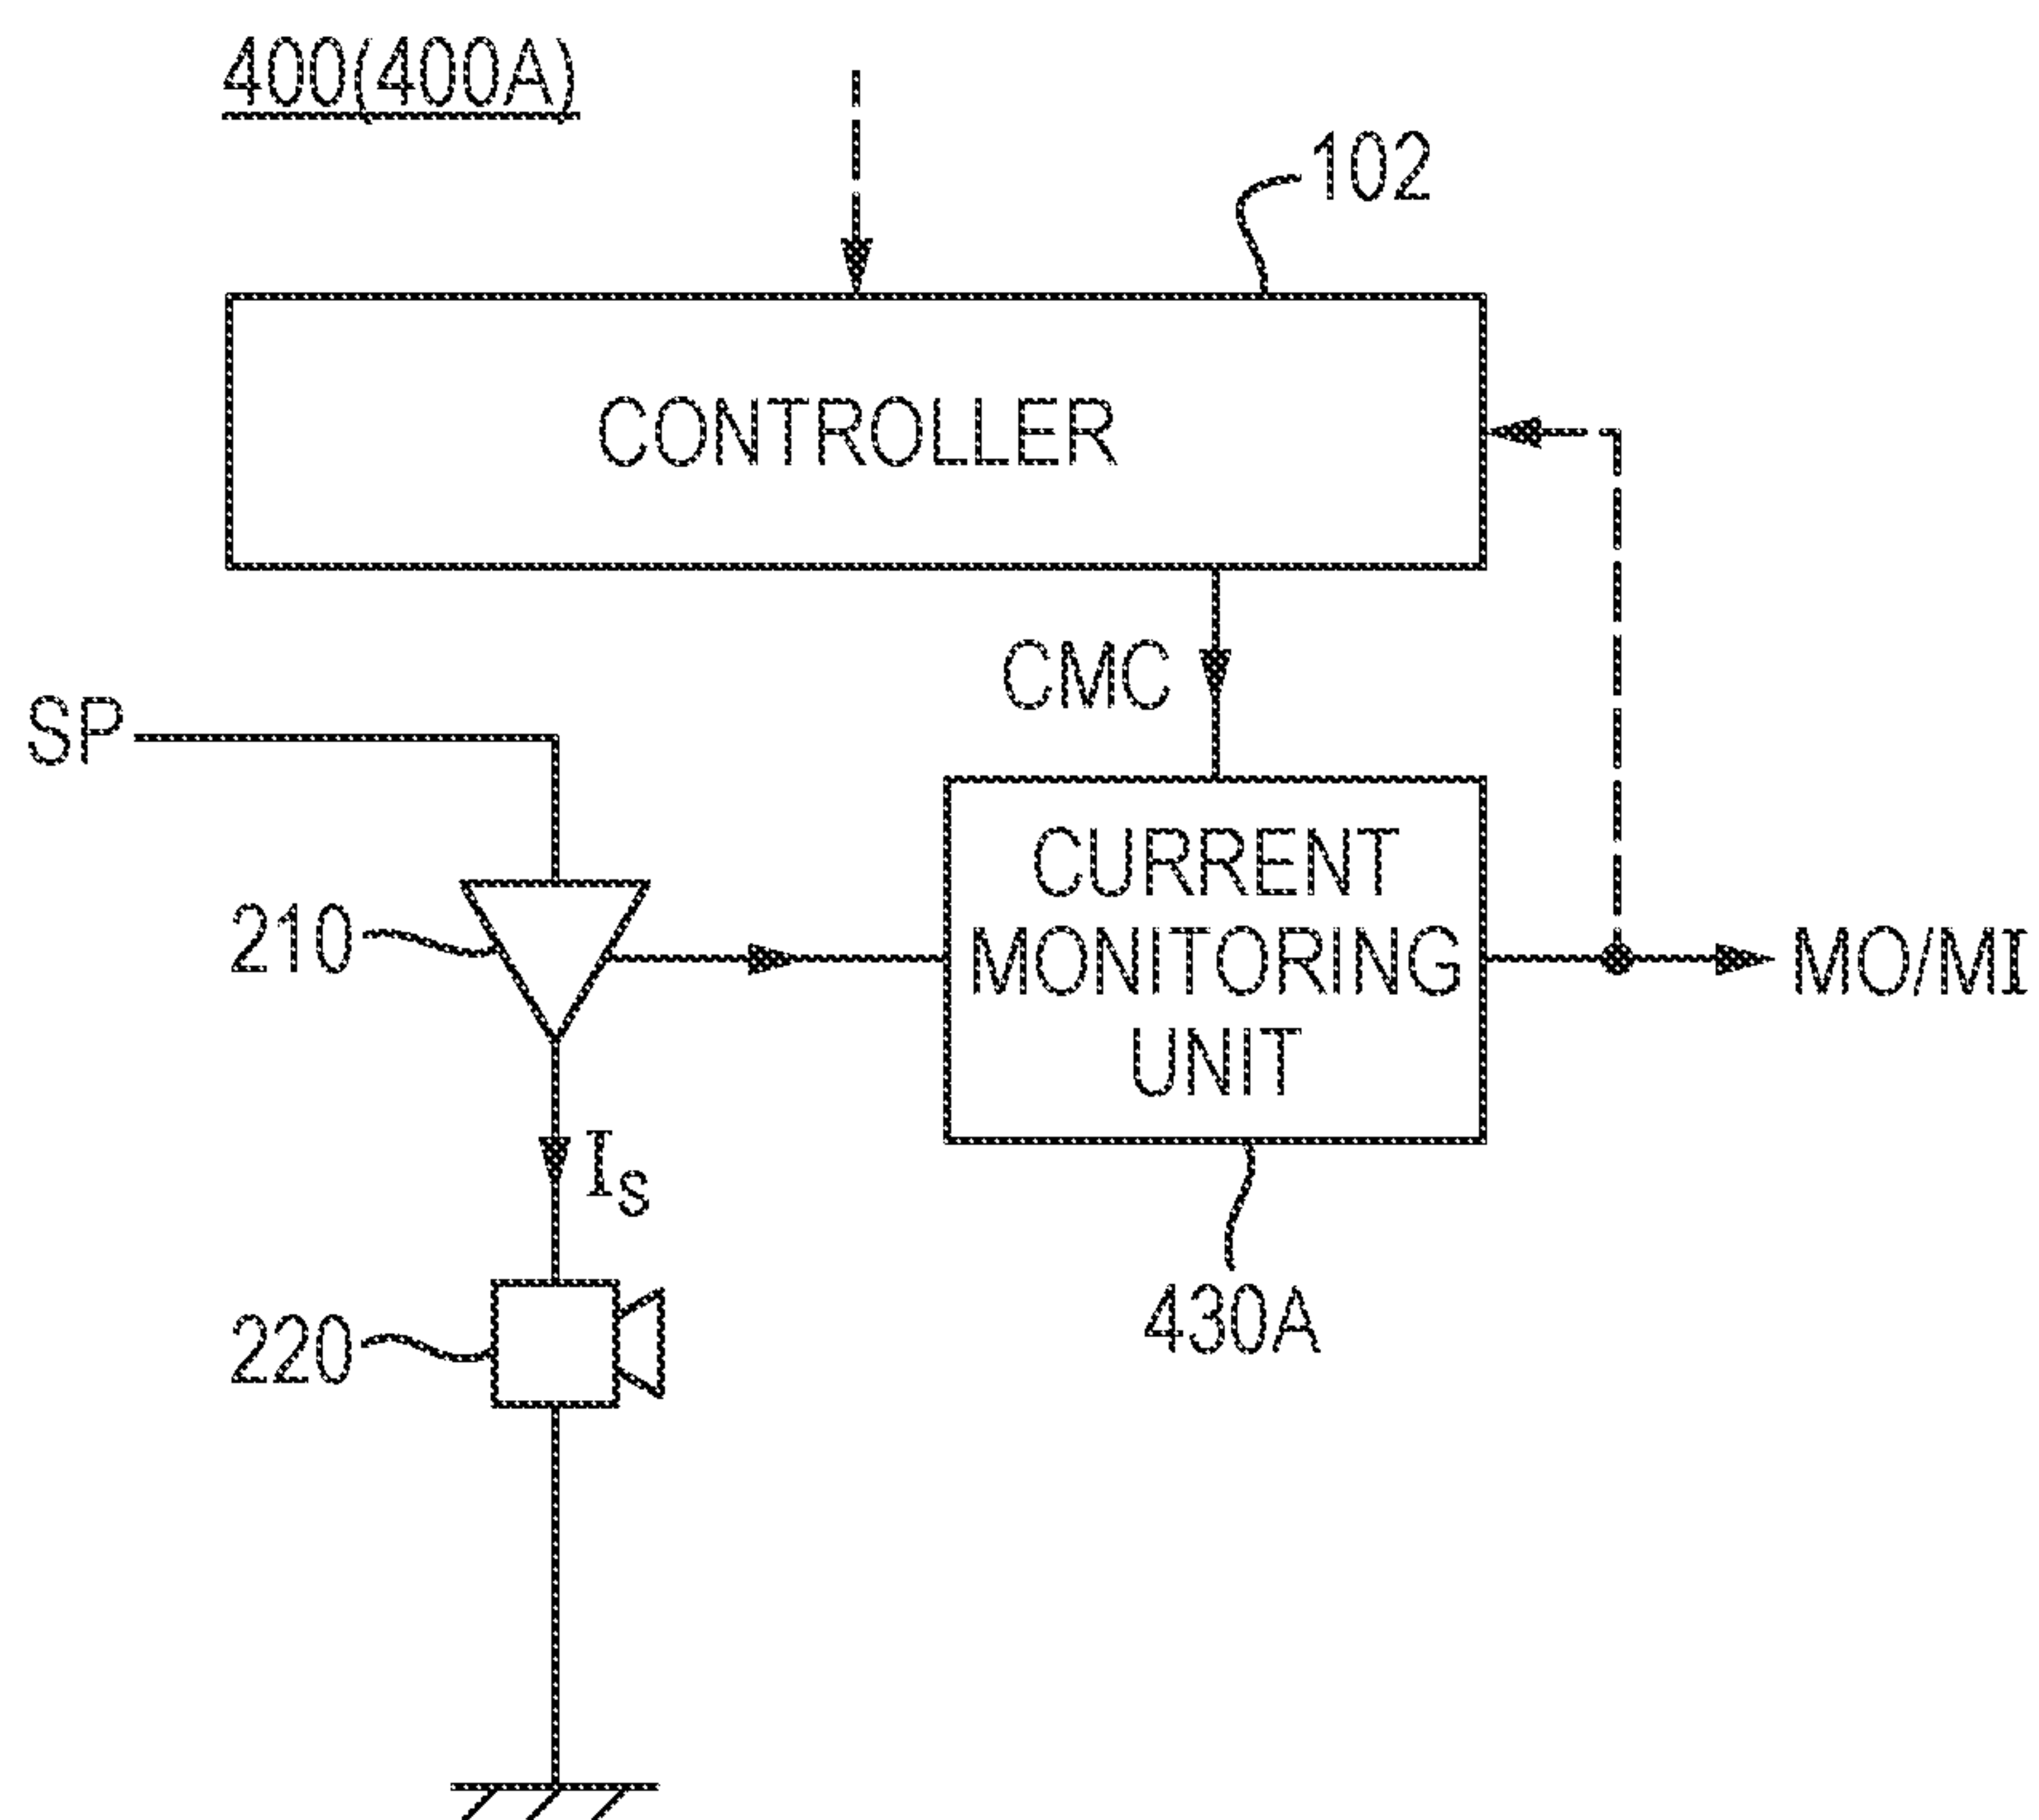 400(400A)
102
CONTROLLER
CMC
SP
CURRENT
MONITORING
UNIT
210
MO/MI
IS
220
430A